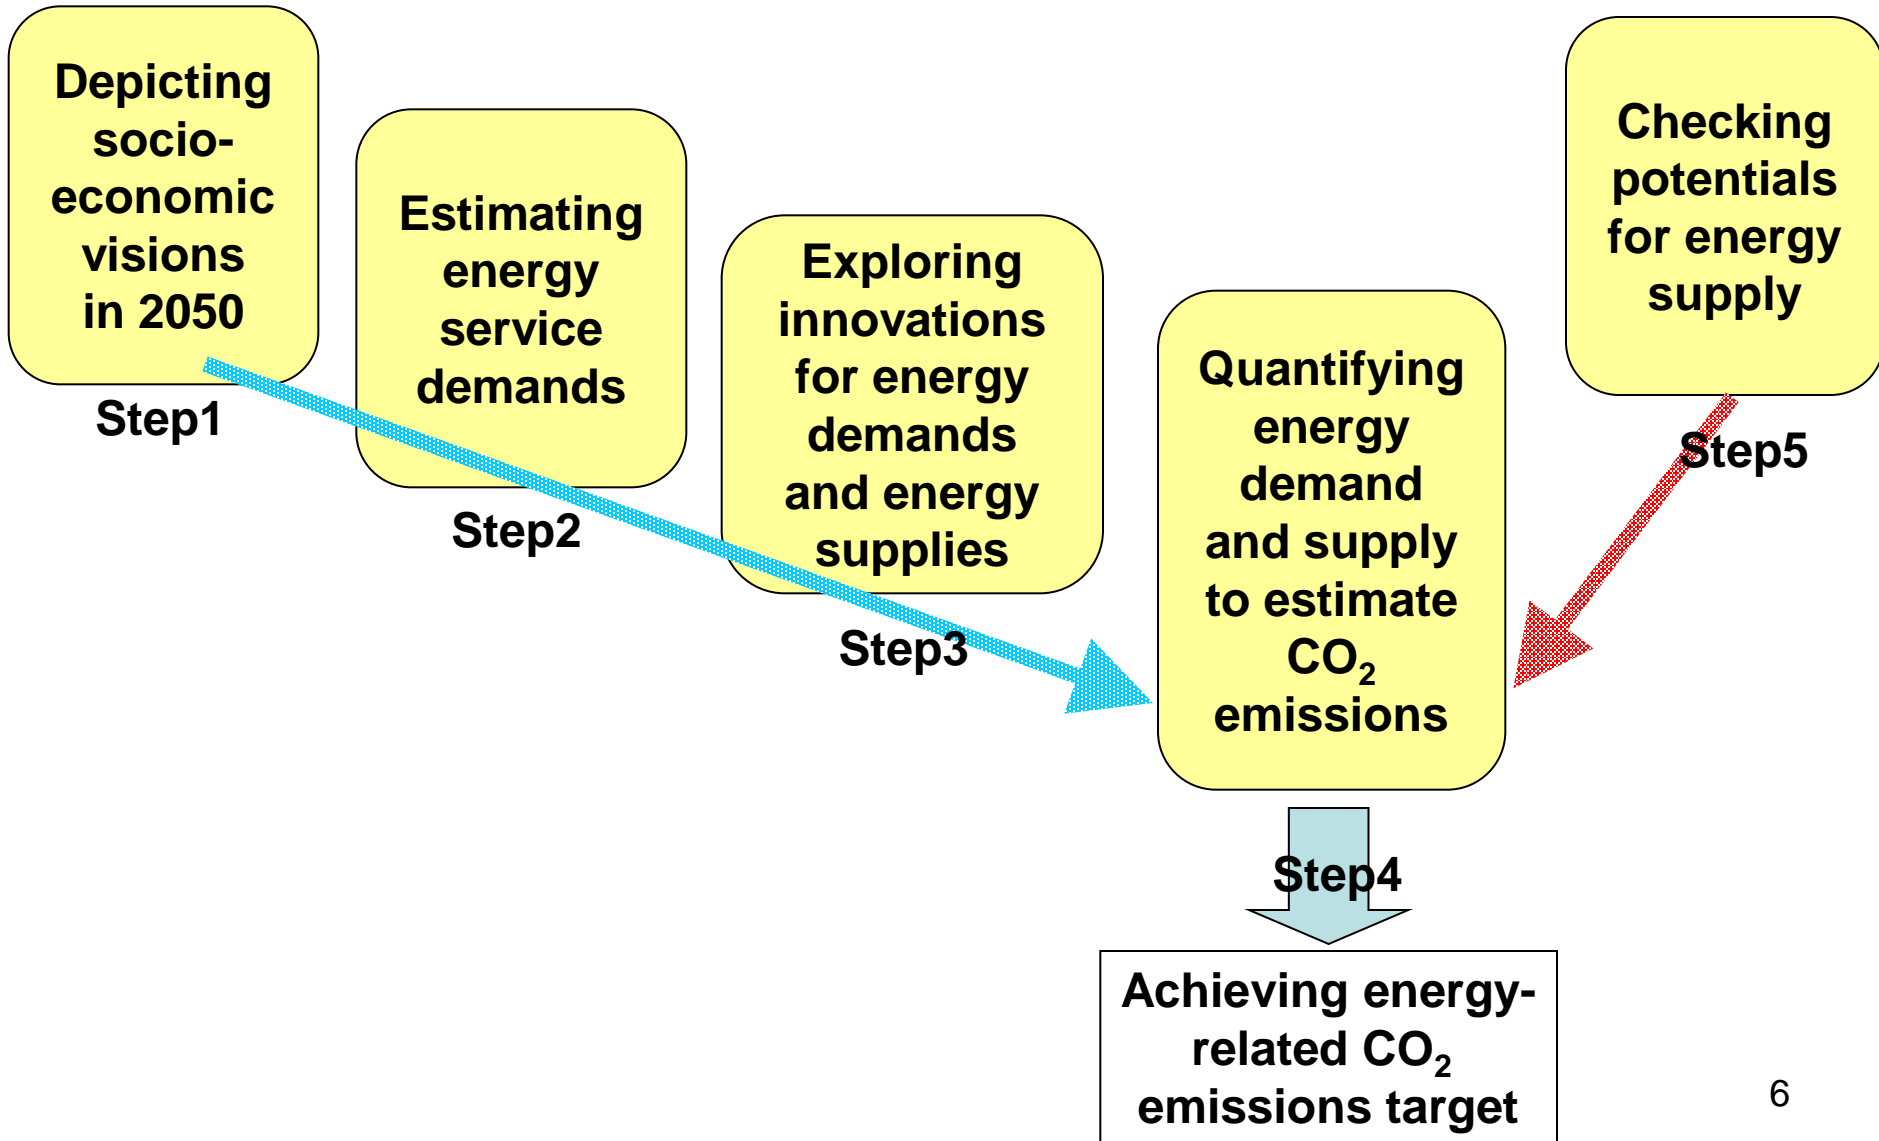 Depicting
socio-
economic
visions
in 2050
Step1
Estimating
energy
service
demands
Step2
Exploring
innovations
for energy
demands
and energy
supplies
Step3
Quantifying
energy
demand
and supply
to estimate
CO₂
emissions
Step4
Checking
potentials
for energy
supply
Step5
Achieving energy-
related CO₂
emissions target
6